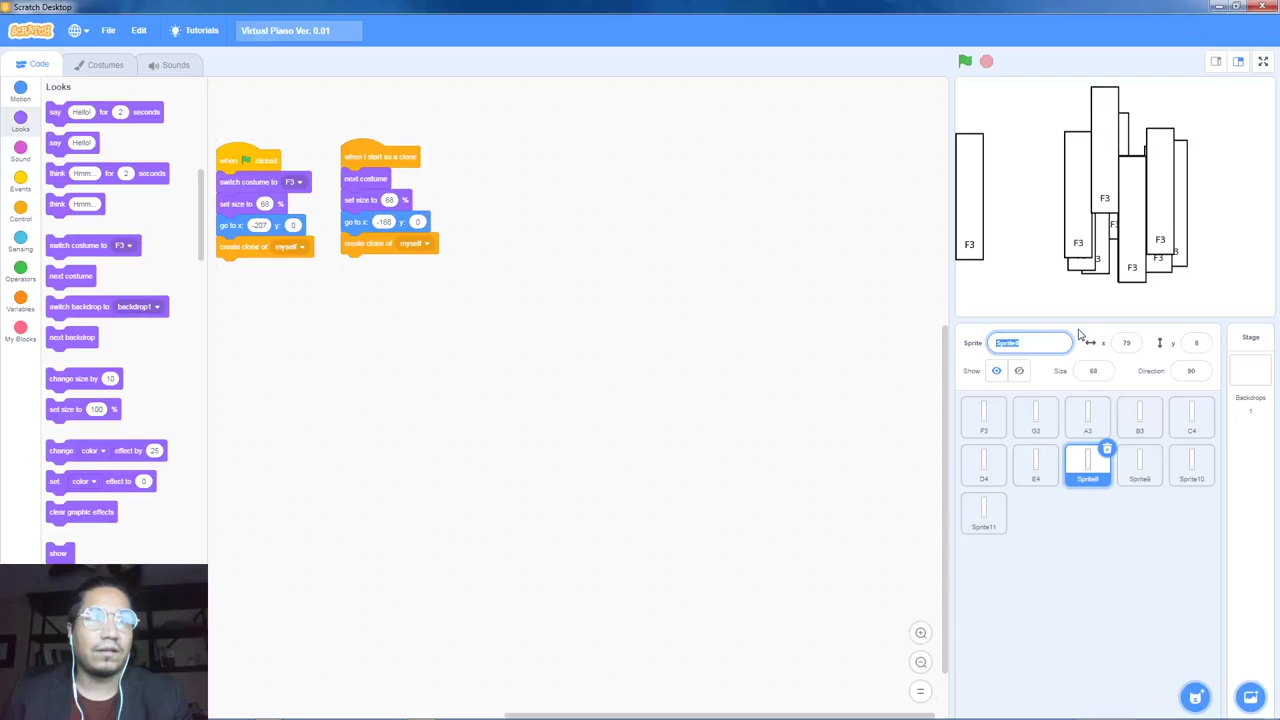 Scratch Desktop
SCRATCH
File
Edit
Tutorials
Virtual Piano Ver. 0.01
Code
Costumes
Sounds
Motion
Looks
Sound
Events
Control
Sensing
Operators
Variables
My Blocks
Looks
say Hello! for 2 seconds
say Hello!
think Hmm... for 2 seconds
think Hmm...
switch costume to F3
next costume
switch backdrop to backdrop1
next backdrop
change size by 10
set size to 100 %
change color effect by 25
set color effect to 0
clear graphic effects
show
when clicked
switch costume to F3
set size to 68 %
go to x: -207 y: 0
create clone of myself
when I start as a clone
next costume
set size to 68 %
go to x: -168 y: 0
create clone of myself
F3
F3
F3
F3
F3
F3
F3
3
3
Sprite
Sprite8
x 79
y 8
Show
Size 68
Direction 90
F3
G3
A3
B3
C4
D4
E4
Sprite8
Sprite9
Sprite10
Sprite11
Stage
Backdrops
1